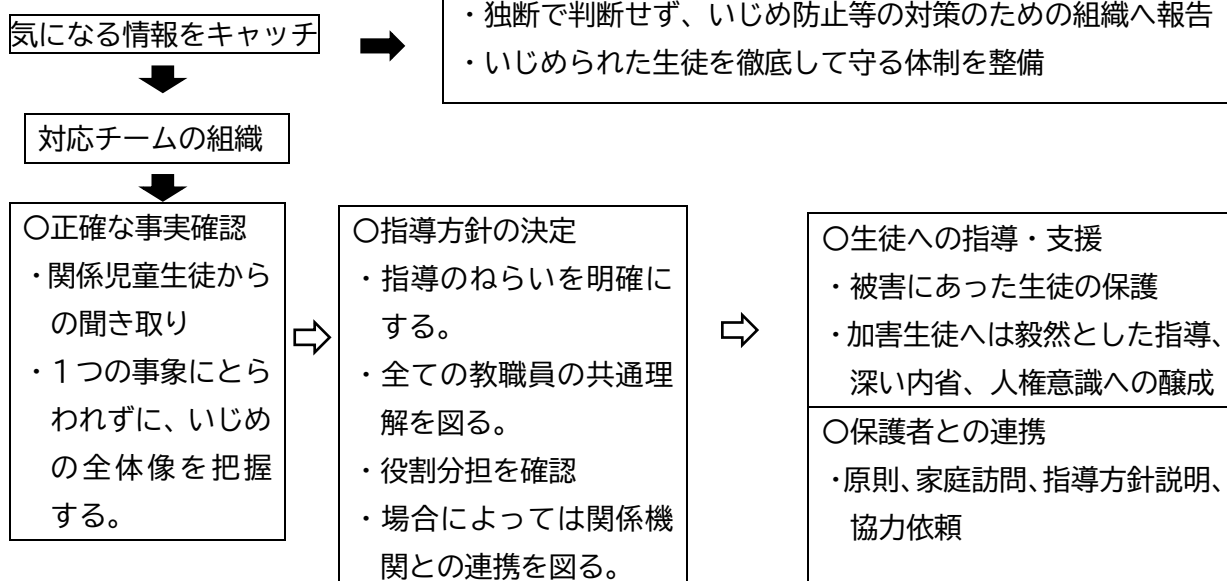 ・独断で判断せず、いじめ防止等の対策のための組織へ報告
・いじめられた生徒を徹底して守る体制を整備
気になる情報をキャッチ
対応チームの組織
〇正確な事実確認
・関係児童生徒から
の聞き取り
・１つの事象にとら
われずに、いじめ
の全体像を把握
する。
〇指導方針の決定
・指導のねらいを明確に
する。
・全ての教職員の共通理
解を図る。
・役割分担を確認
・場合によっては関係機
関との連携を図る。
〇生徒への指導・支援
・被害にあった生徒の保護
・加害生徒へは毅然とした指導、
深い内省、人権意識への醸成
〇保護者との連携
・原則、家庭訪問、指導方針説明、
協力依頼